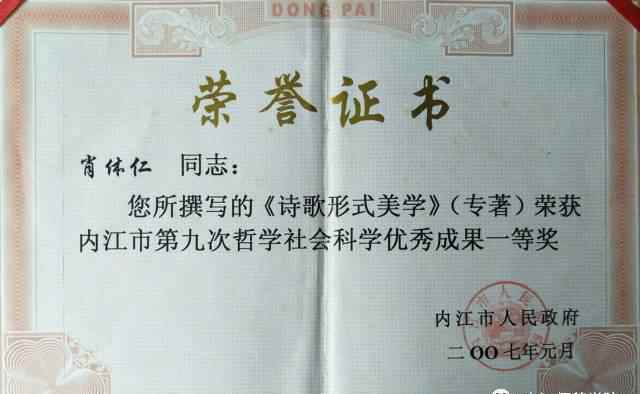 DONG PAI
荣誉证书
肖体仁 同志：
您所撰写的《诗歌形式美学》（专著）荣获
内江市第九次哲学社会科学优秀成果一等奖
内江市人民政府
二〇〇七年元月